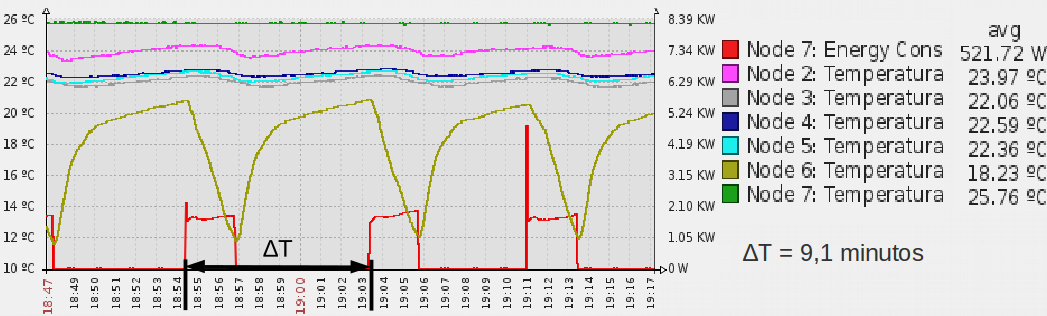 26 ºC
24 ºC
22 ºC
20 ºC
18 ºC
16 ºC
14 ºC
12 ºC
10 ºC
8.39 KW
7.34 KW
6.29 KW
5.24 KW
4.19 KW
3.15 KW
2.10 KW
1.05 KW
0 W
ΔT
18:47
18:49
18:50
18:51
18:52
18:54
18:55
18:56
18:57
18:58
18:59
19:00
19:01
19:02
19:03
19:04
19:05
19:06
19:07
19:08
19:09
19:10
19:11
19:12
19:13
19:14
19:15
19:16
19:17
avg
Node 7: Energy Cons 521.72 W
Node 2: Temperatura 23.97 ºC
Node 3: Temperatura 22.06 ºC
Node 4: Temperatura 22.59 ºC
Node 5: Temperatura 22.36 ºC
Node 6: Temperatura 18.23 ºC
Node 7: Temperatura 25.76 ºC
ΔT = 9,1 minutos